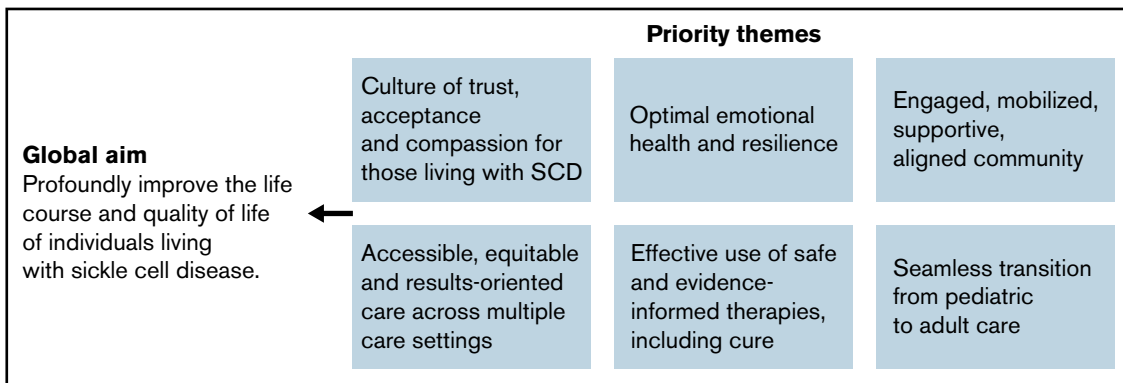 Priority themes
Global aim
Profoundly improve the life
course and quality of life
of individuals living
with sickle cell disease.
Culture of trust,
acceptance
and compassion for
those living with SCD
Optimal emotional
health and resilience
Engaged, mobilized,
supportive,
aligned community
Accessible, equitable
and results-oriented
care across multiple
care settings
Effective use of safe
and evidence-
informed therapies,
including cure
Seamless transition
from pediatric
to adult care